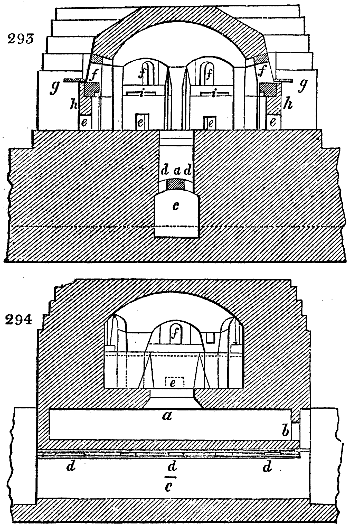 293
f f f f
g i i g
h h
e e e e
d a d
c
294
f
e
a
b
d d d
c